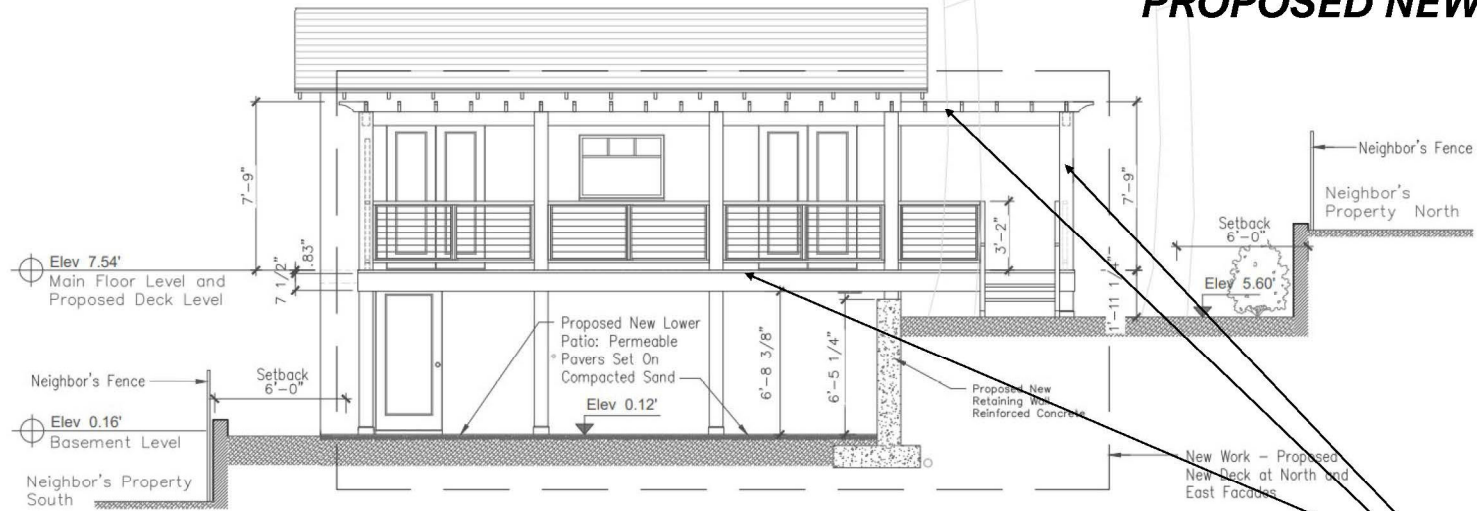 PROPOSED NEW
Neighbor's Fence
Neighbor's
Property North
7'-9"
7'-9"
Setback
6'-0"
3'-2"
Elev 7.54'
Main Floor Level and
Proposed Deck Level
.83"
7 1/2"
Elev 5.60'
Proposed New Lower
Patio: Permeable
Pavers Set On
Compacted Sand
6'-8 3/8"
6'-5 1/4"
Neighbor's Fence
Setback
6'-0"
Proposed New
Retaining Wall
Reinforced Concrete
Elev 0.12'
Elev 0.16'
Basement Level
New Work - Proposed
New Deck at North and
East Facades
Neighbor's Property
South